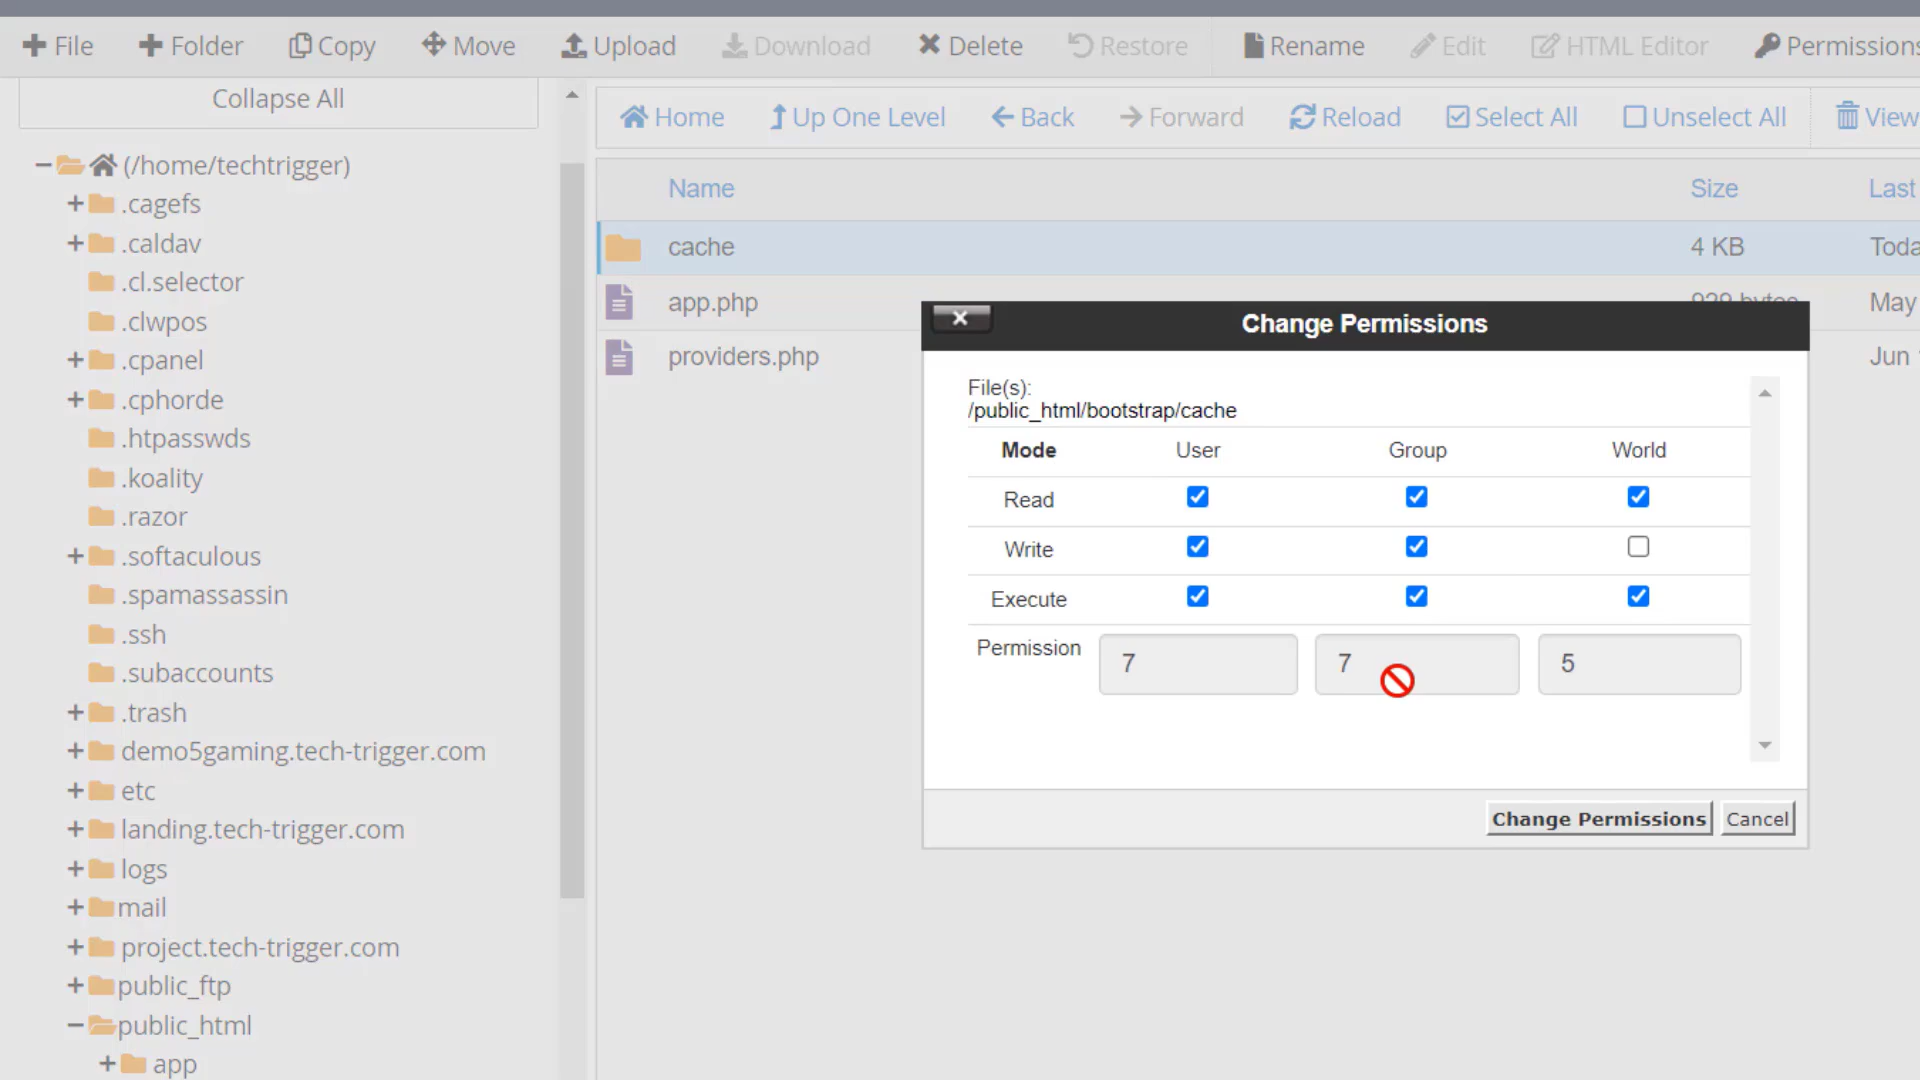 File Folder Copy Move Upload Download Delete Restore Rename Edit HTML Editor Permissions
Collapse All
Home Up One Level Back Forward Reload Select All Unselect All View
(/home/techtrigger)
.cagefs
.caldav
.cl.selector
.clwpos
.cpanel
.cphorde
.htpasswds
.koality
.razor
.softaculous
.spamassassin
.ssh
.subaccounts
.trash
demo5gaming.tech-trigger.com
etc
landing.tech-trigger.com
logs
mail
project.tech-trigger.com
public_ftp
public_html
app
Name Size Last
cache 4 KB Toda
app.php 929 bytes May
providers.php Jun
Change Permissions
File(s):
/public_html/bootstrap/cache
Mode User Group World
Read
Write
Execute
Permission 7 7 5
Change Permissions Cancel